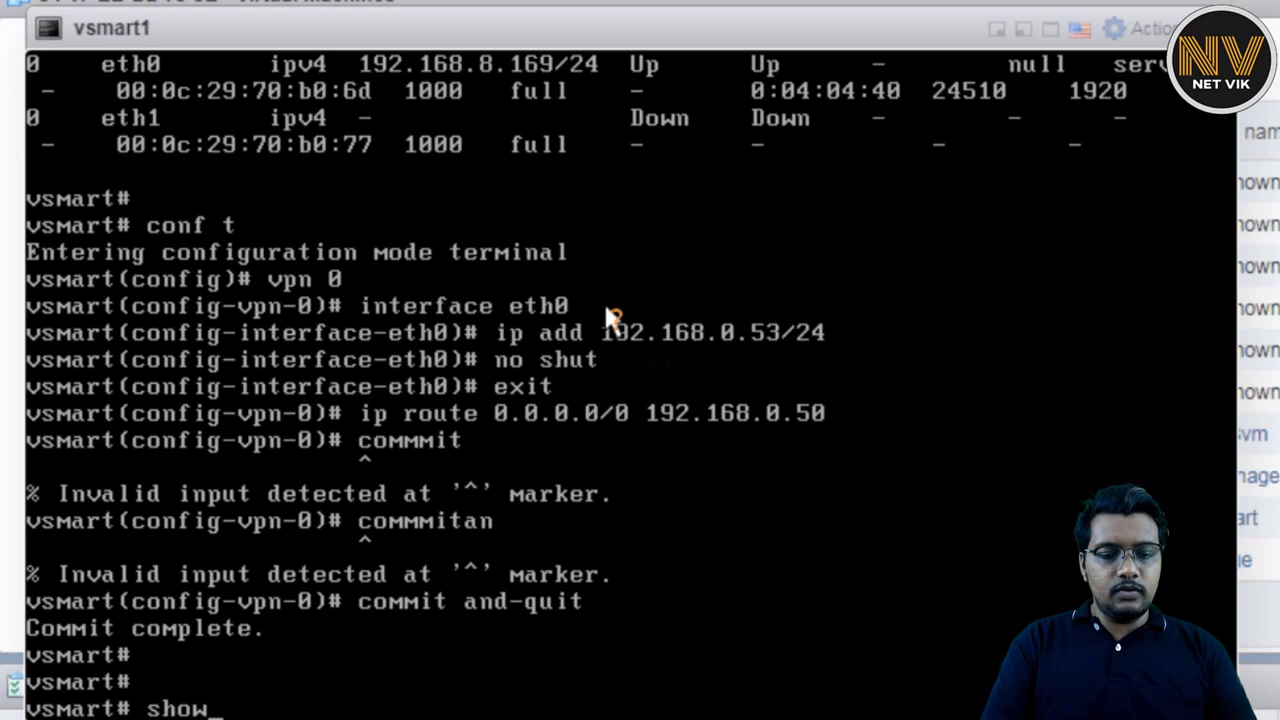 vsmart1
Actio
NV
NET VIK
0 eth0 ipv4 192.168.8.169/24 Up Up - null serv
- 00:0c:29:70:b0:6d 1000 full - 0:04:04:40 24510 1920
0 eth1 ipv4 - Down Down - - -
- 00:0c:29:70:b0:77 1000 full - - - -
vsmart#
vsmart# conf t
Entering configuration mode terminal
vsmart(config)# vpn 0
vsmart(config-vpn-0)# interface eth0
vsmart(config-interface-eth0)# ip add 192.168.0.53/24
vsmart(config-interface-eth0)# no shut
vsmart(config-interface-eth0)# exit
vsmart(config-vpn-0)# ip route 0.0.0.0/0 192.168.0.50
vsmart(config-vpn-0)# commmit
^
% Invalid input detected at '^' marker.
vsmart(config-vpn-0)# commmitan
^
% Invalid input detected at '^' marker.
vsmart(config-vpn-0)# commit and-quit
Commit complete.
vsmart#
vsmart#
vsmart# show_